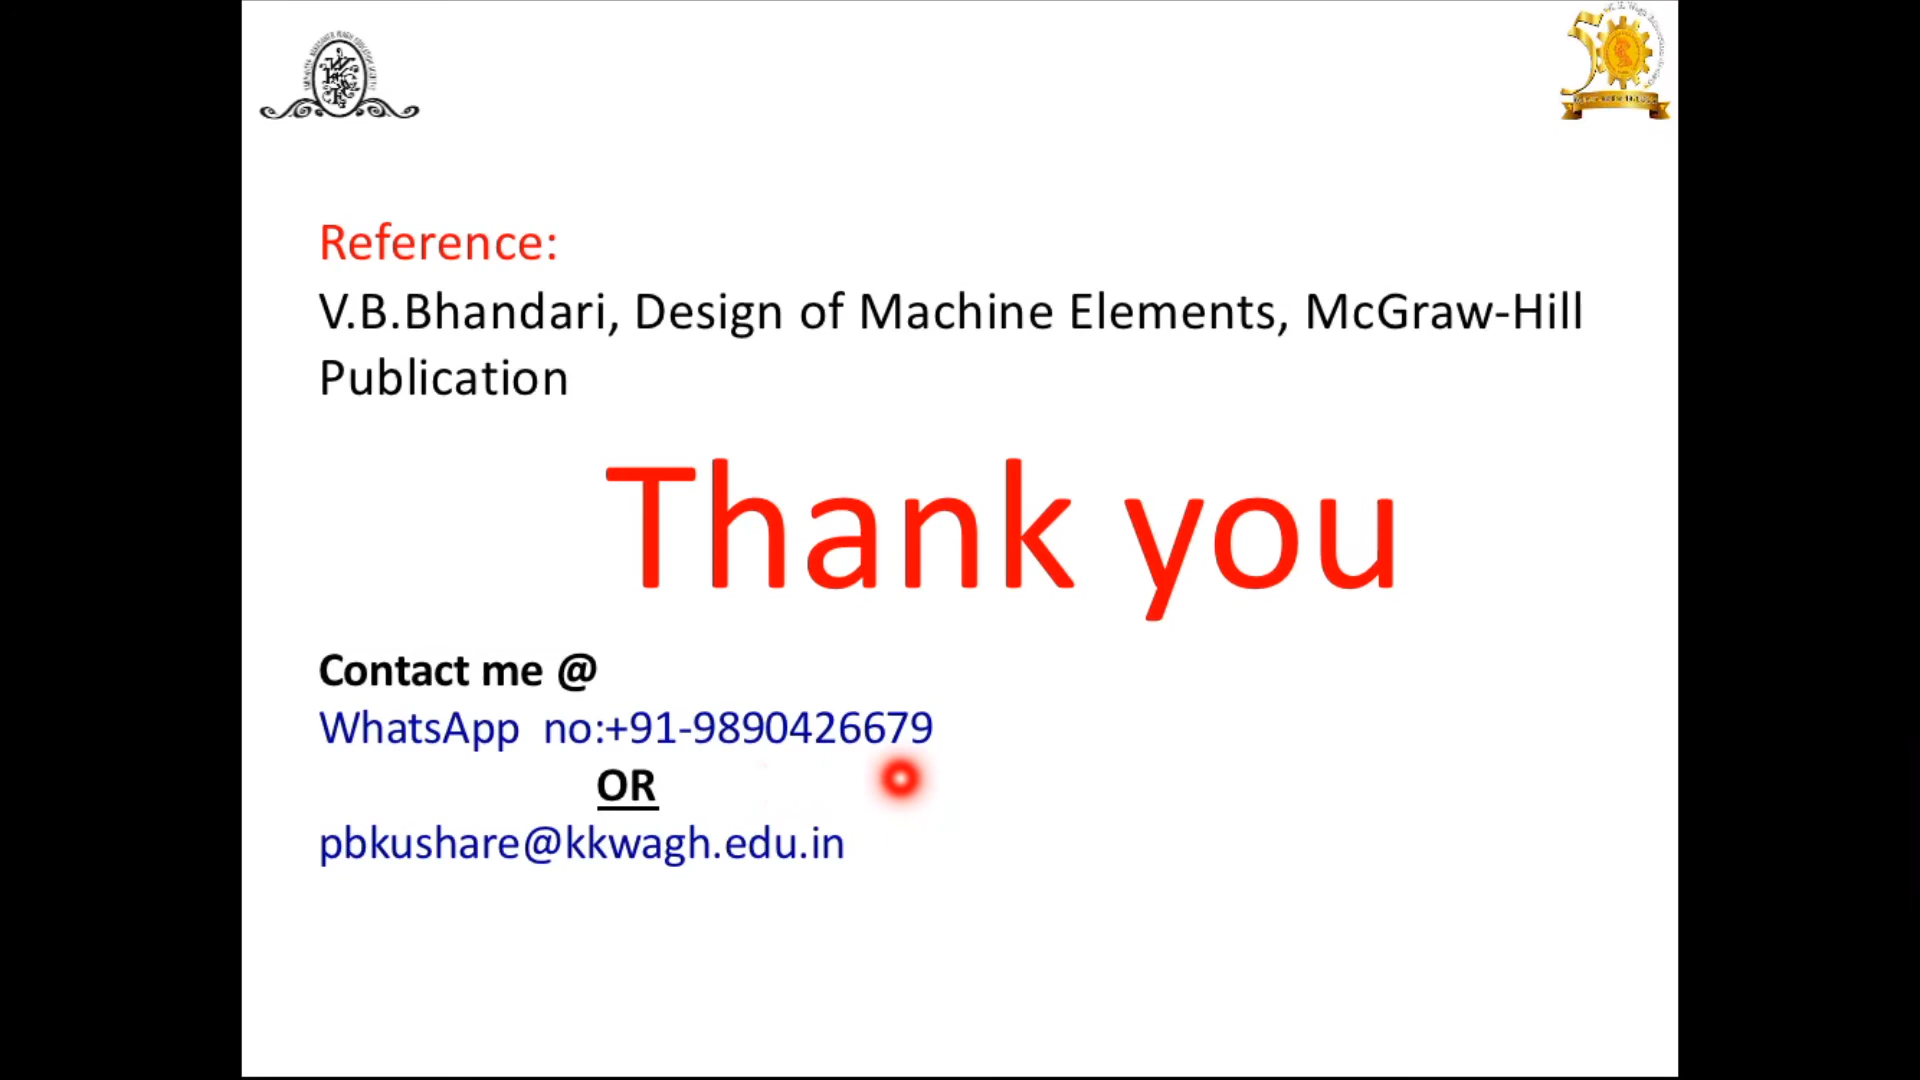 Reference:
V.B.Bhandari, Design of Machine Elements, McGraw-Hill
Publication
Thank you
Contact me @
WhatsApp no:+91-9890426679
OR
pbkushare@kkwagh.edu.in